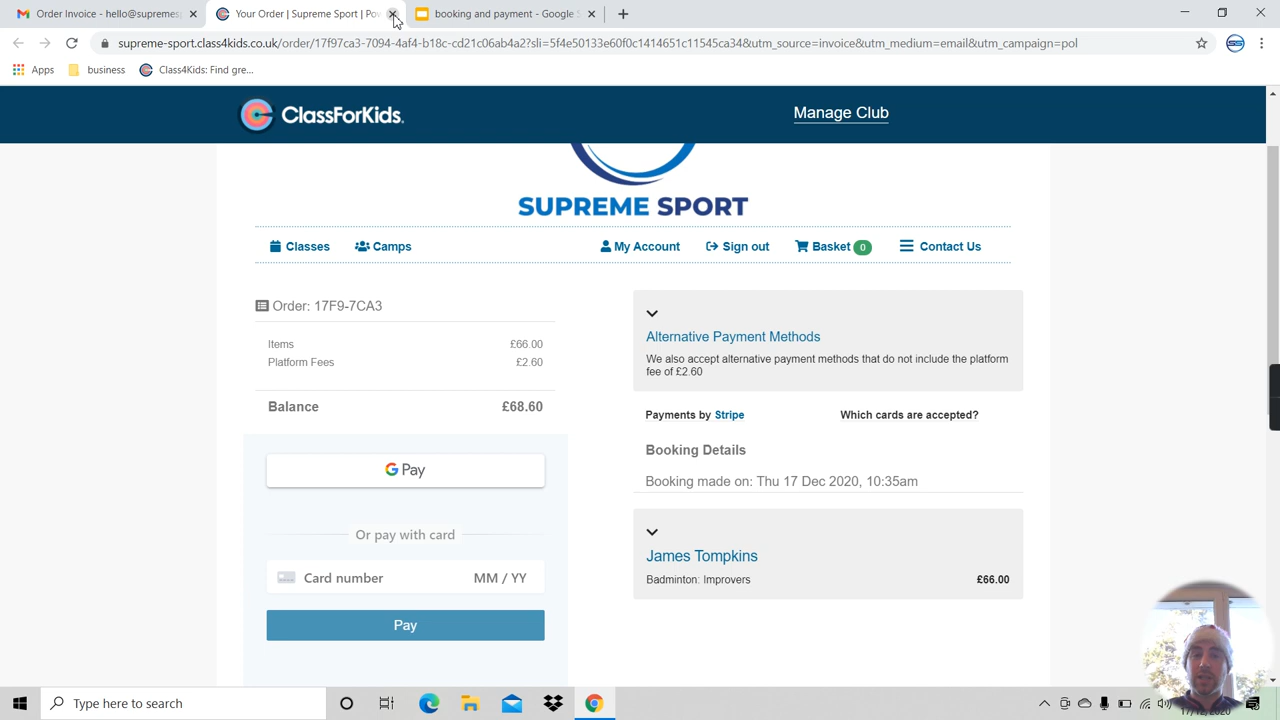 Order Invoice - hello@supremes
Your Order | Supreme Sport | Pow
booking and payment - Google S
supreme-sport.class4kids.co.uk/order/17f97ca3-7094-4af4-b18c-cd21c06ab4a2?sli=5f4e50133e60f0c1414651c11545ca34&utm_source=invoice&utm_medium=email&utm_campaign=pol
Apps
business
Class4Kids: Find gre...
ClassForKids.
Manage Club
SUPREME SPORT
Classes
Camps
My Account
Sign out
Basket 0
Contact Us
Order: 17F9-7CA3
Items £66.00
Platform Fees £2.60
Balance £68.60
G Pay
Or pay with card
Card number MM / YY
Pay
Alternative Payment Methods
We also accept alternative payment methods that do not include the platform
fee of £2.60
Payments by Stripe
Which cards are accepted?
Booking Details
Booking made on: Thu 17 Dec 2020, 10:35am
James Tompkins
Badminton: Improvers £66.00
Type here to search
17/12/2020